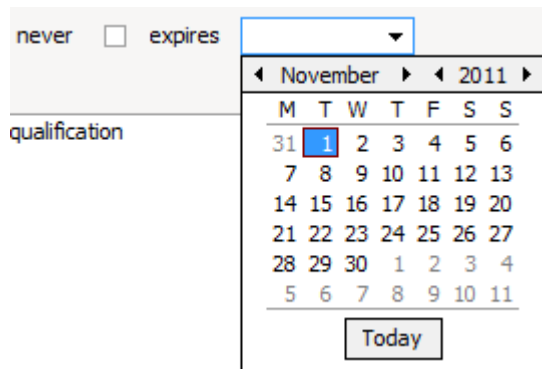 never expires
November 2011
M T W T F S S
31 1 2 3 4 5 6
qualification
7 8 9 10 11 12 13
14 15 16 17 18 19 20
21 22 23 24 25 26 27
28 29 30 1 2 3 4
5 6 7 8 9 10 11
Today